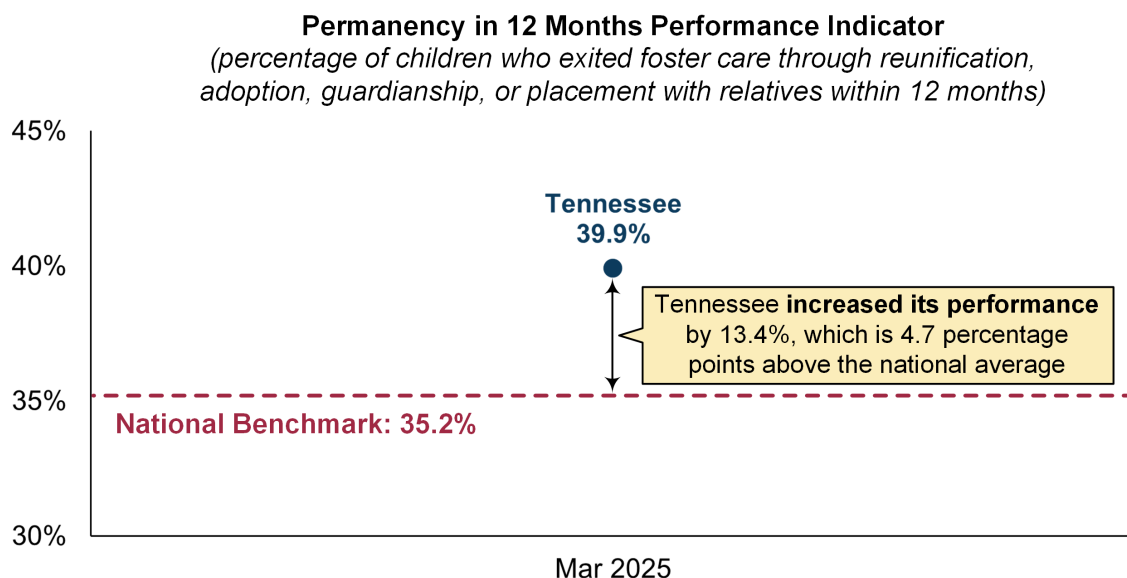 Permanency in 12 Months Performance Indicator
(percentage of children who exited foster care through reunification,
adoption, guardianship, or placement with relatives within 12 months)
45%
Tennessee
39.9%
40%
Tennessee increased its performance
by 13.4%, which is 4.7 percentage
points above the national average
35%
National Benchmark: 35.2%
30%
Mar 2025